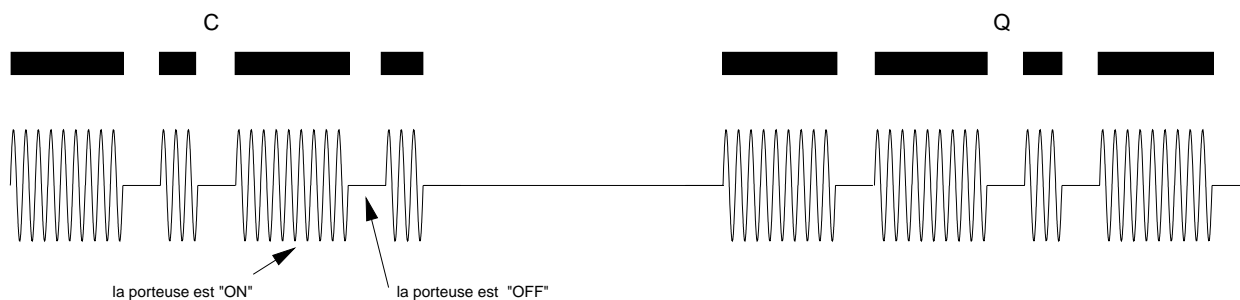 C
Q
la porteuse est "ON"
la porteuse est "OFF"